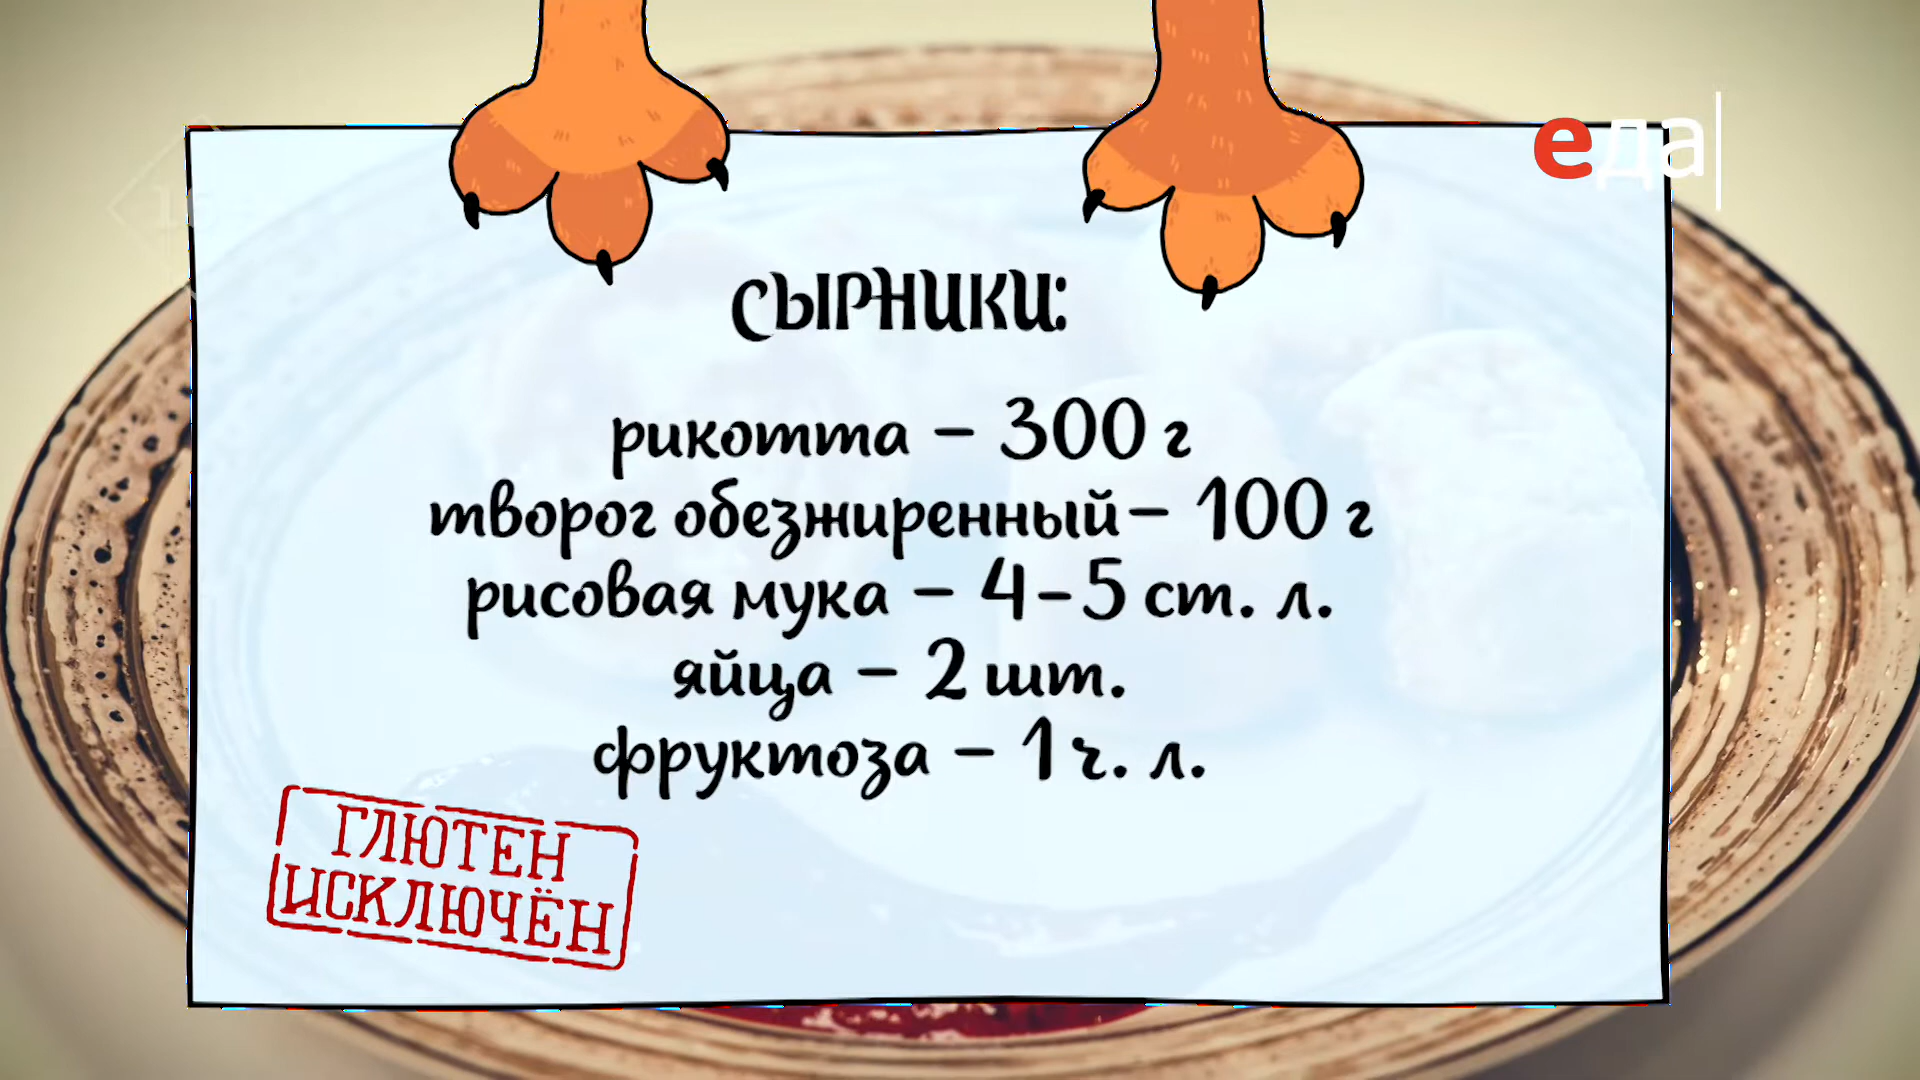 еда
СЫРНИКИ:
рикотта – 300 г
творог обезжиренный – 100 г
рисовая мука – 4-5 ст. л.
яйца – 2 шт.
фруктоза – 1 ч. л.
ГЛЮТЕН
ИСКЛЮЧЁН